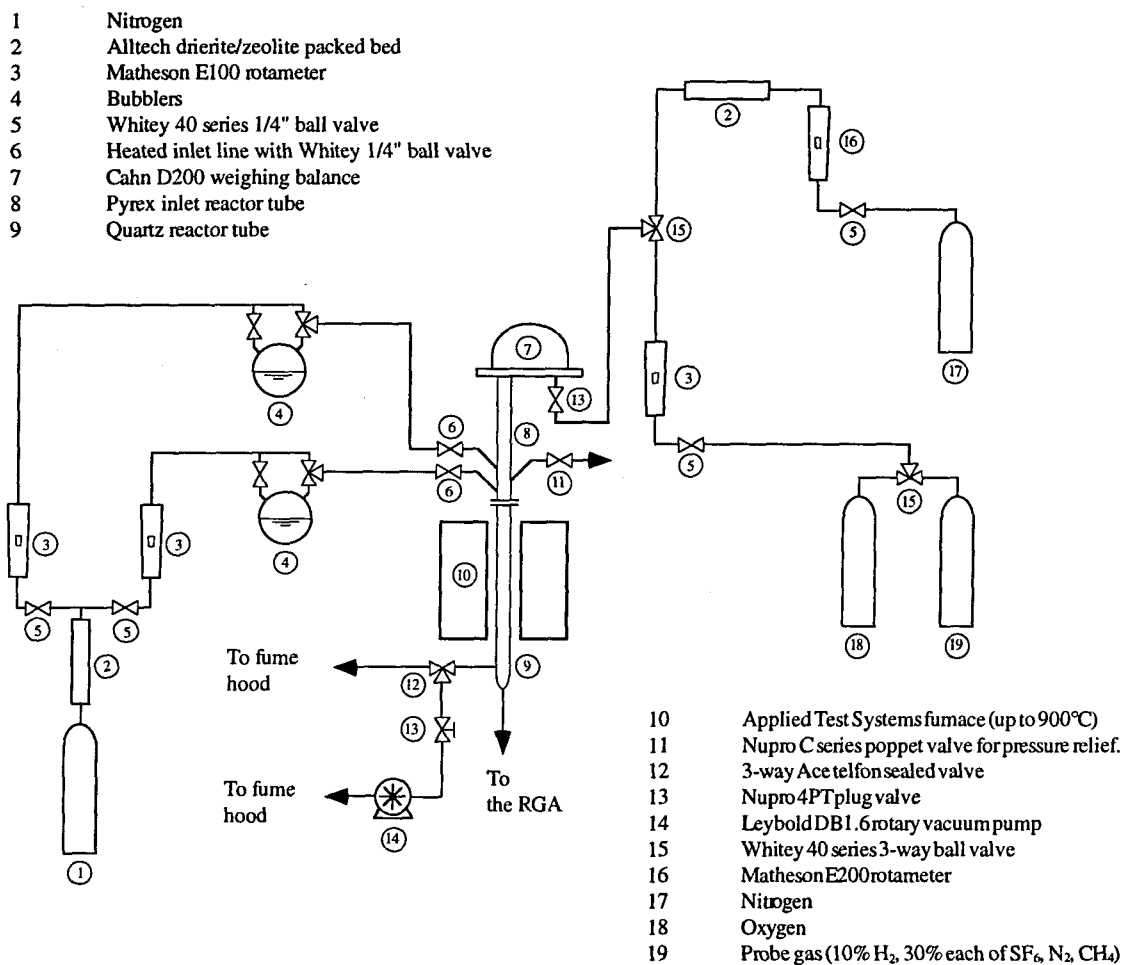 1 Nitrogen
2 Alltech drierite/zeolite packed bed
3 Matheson E100 rotameter
4 Bubblers
5 Whitey 40 series 1/4" ball valve
6 Heated inlet line with Whitey 1/4" ball valve
7 Cahn D200 weighing balance
8 Pyrex inlet reactor tube
9 Quartz reactor tube
2
16
15
5
7
17
4
13
3
6
8
11
5
6
15
4
3
3
10
5
5
18
19
2
To fume
hood
12
9
13
To
the RGA
To fume
hood
14
1
10 Applied Test Systems furnace (up to 900°C)
11 Nupro C series poppet valve for pressure relief.
12 3-way Ace telfon sealed valve
13 Nupro 4PT plug valve
14 Leybold DB1.6 rotary vacuum pump
15 Whitey 40 series 3-way ball valve
16 Matheson E200 rotameter
17 Nitrogen
18 Oxygen
19 Probe gas (10% H₂, 30% each of SF₆, N₂, CH₄)